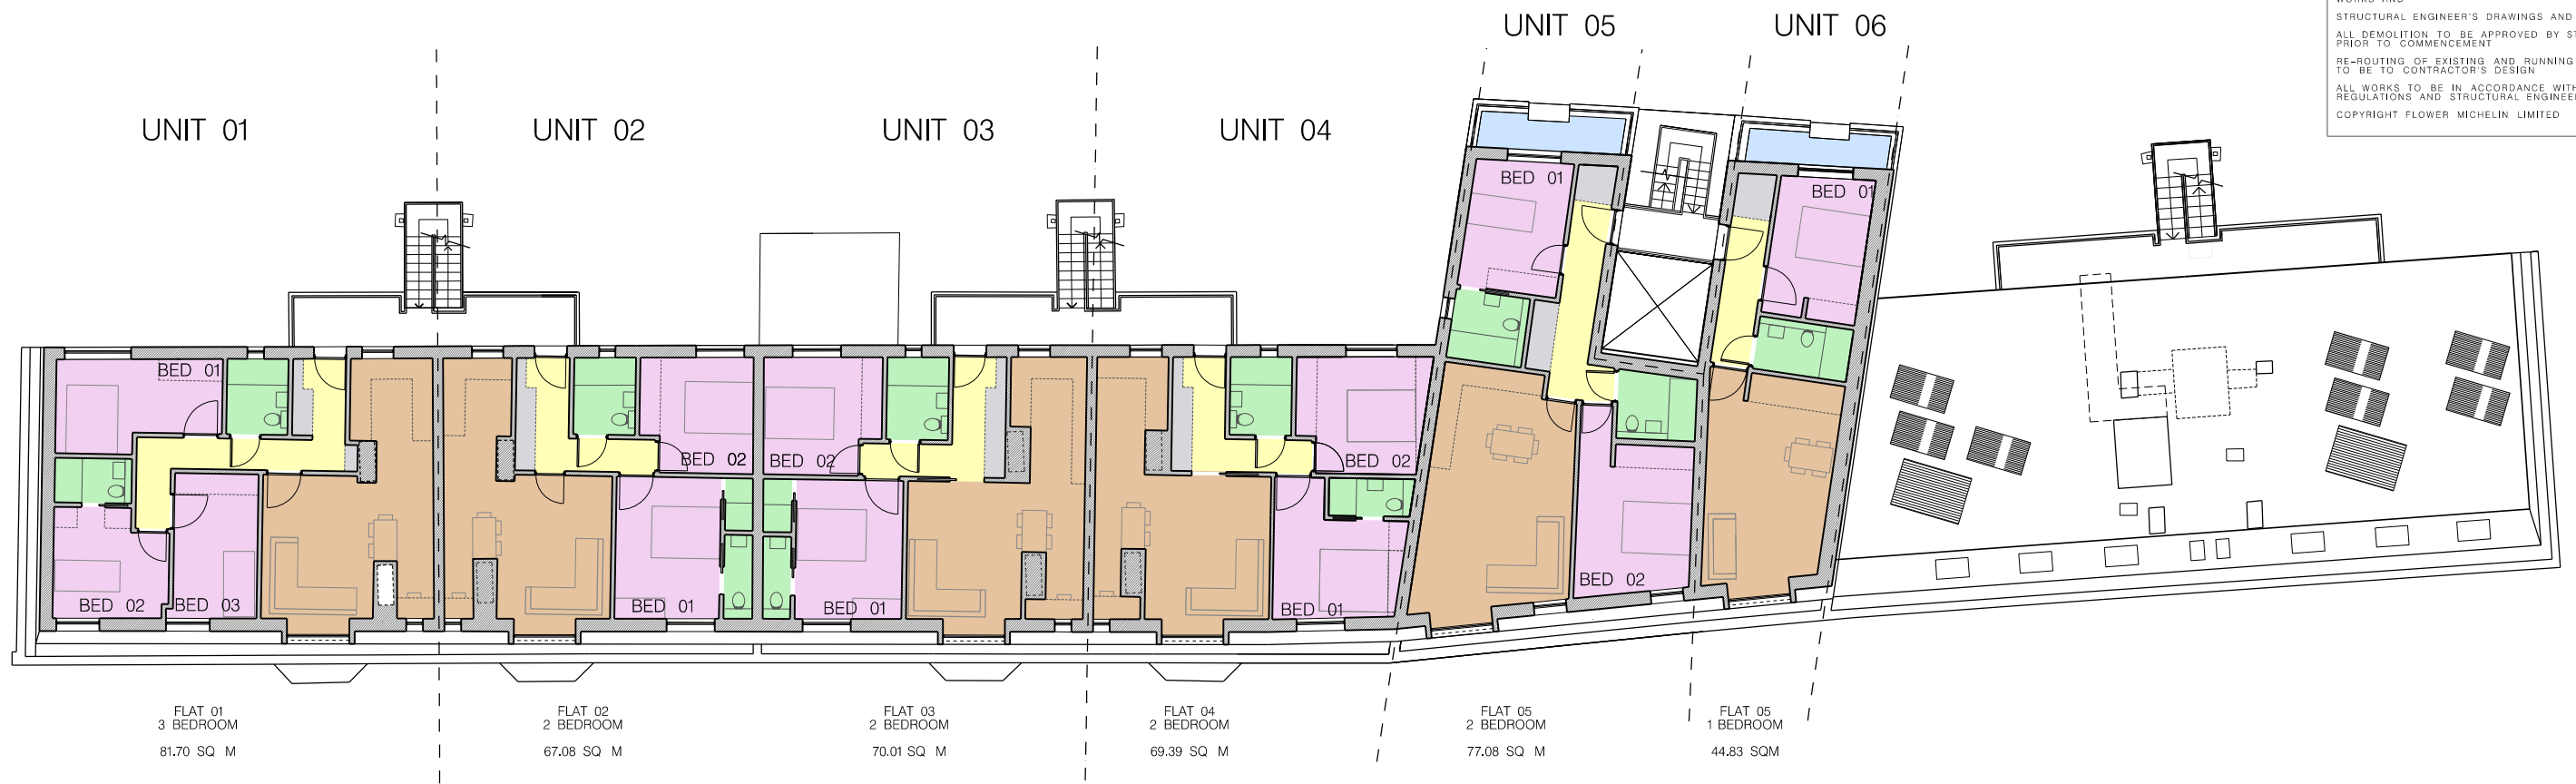 UNIT 05
UNIT 06
WORKS AND
STRUCTURAL ENGINEER'S DRAWINGS AND
ALL DEMOLITION TO BE APPROVED BY
PRIOR TO COMMENCEMENT
RE-ROUTING OF EXISTING AND RUNNING
TO BE TO CONTRACTOR'S DESIGN
ALL WORKS TO BE IN ACCORDANCE WITH
REGULATIONS AND STRUCTURAL
COPYRIGHT FLOWER MICHELIN LIMITED
UNIT 01
UNIT 02
UNIT 03
UNIT 04
BED 01
BED 01
BED 01
BED 02
BED 02
BED 02
BED 02
BED 03
BED 01
BED 01
BED 01
BED 02
FLAT 01
3 BEDROOM
81.70 SQ M
FLAT 02
2 BEDROOM
67.08 SQ M
FLAT 03
2 BEDROOM
70.01 SQ M
FLAT 04
2 BEDROOM
69.39 SQ M
FLAT 05
2 BEDROOM
77.08 SQ M
FLAT 05
1 BEDROOM
44.83 SQM